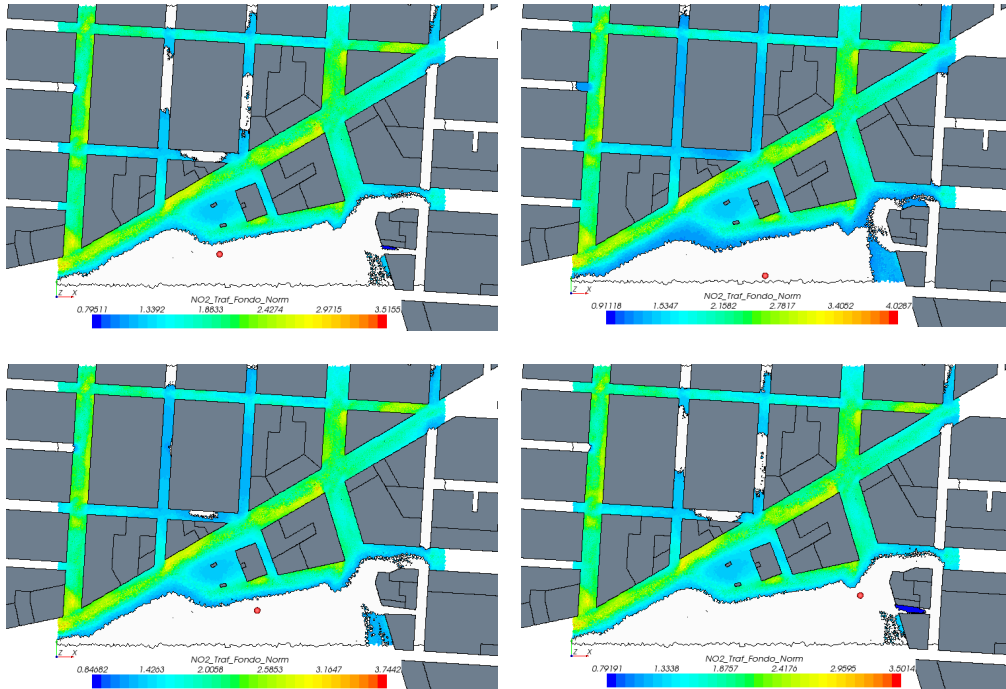 Z X
NO2_Traf_Fondo_Norm
0.79511 1.3392 1.8833 2.4274 2.9715 3.5155
Z X
NO2_Traf_Fondo_Norm
0.91118 1.5347 2.1582 2.7817 3.4052 4.0287
Z X
NO2_Traf_Fondo_Norm
0.84682 1.4263 2.0058 2.5853 3.1647 3.7442
Z X
NO2_Traf_Fondo_Norm
0.79191 1.3338 1.8757 2.4176 2.9595 3.5014